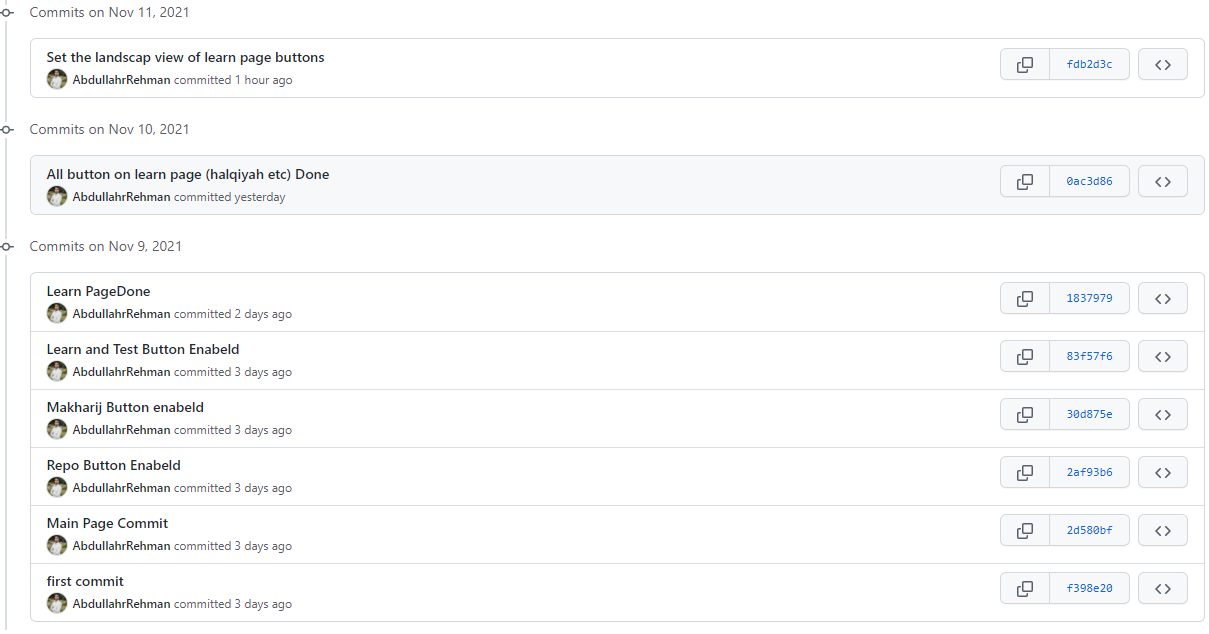 Commits on Nov 11, 2021
Set the landscap view of learn page buttons
fdb2d3c
AbdullahrRehman committed 1 hour ago
Commits on Nov 10, 2021
All button on learn page (halqiyah etc) Done
0ac3d86
AbdullahrRehman committed yesterday
Commits on Nov 9, 2021
Learn PageDone
1837979
AbdullahrRehman committed 2 days ago
Learn and Test Button Enabeld
83f57f6
AbdullahrRehman committed 3 days ago
Makharij Button enabeld
30d875e
AbdullahrRehman committed 3 days ago
Repo Button Enabeld
2af93b6
AbdullahrRehman committed 3 days ago
Main Page Commit
2d580bf
AbdullahrRehman committed 3 days ago
first commit
f398e20
AbdullahrRehman committed 3 days ago